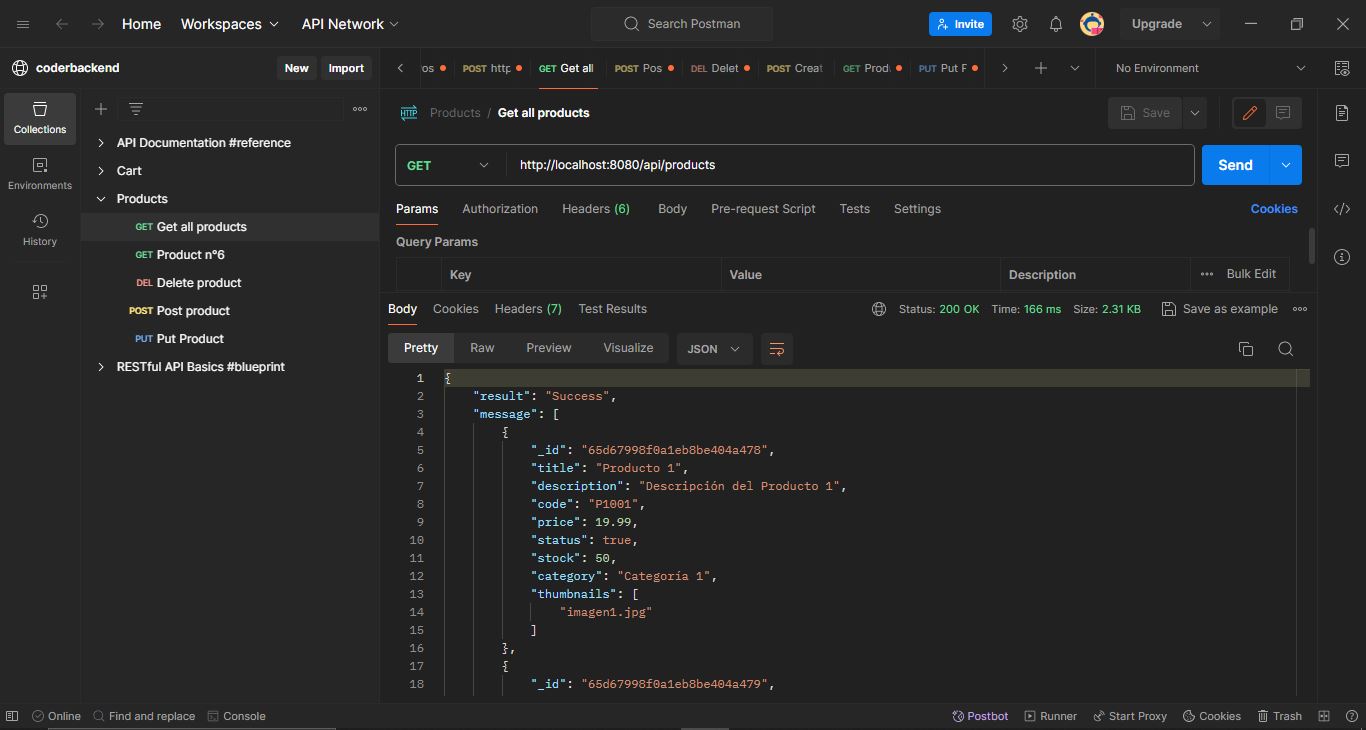 Home Workspaces API Network Search Postman Invite Upgrade
coderbackend New Import os POST http GET Get all POST Pos DEL Delet POST Creat GET Prod PUT Put F No Environment
Collections
Environments
History
API Documentation #reference
Cart
Products
GET Get all products
GET Product n°6
DEL Delete product
POST Post product
PUT Put Product
RESTful API Basics #blueprint
HTTP Products / Get all products Save
GET http://localhost:8080/api/products Send
Params Authorization Headers (6) Body Pre-request Script Tests Settings Cookies
Query Params
Key Value Description Bulk Edit
Body Cookies Headers (7) Test Results Status: 200 OK Time: 166 ms Size: 2.31 KB Save as example
Pretty Raw Preview Visualize JSON
1 {
2 "result": "Success",
3 "message": [
4 {
5 "_id": "65d67998f0a1eb8be404a478",
6 "title": "Producto 1",
7 "description": "Descripción del Producto 1",
8 "code": "P1001",
9 "price": 19.99,
10 "status": true,
11 "stock": 50,
12 "category": "Categoría 1",
13 "thumbnails": [
14 "imagen1.jpg"
15 ]
16 },
17 {
18 "_id": "65d67998f0a1eb8be404a479",
Online Find and replace Console Postbot Runner Start Proxy Cookies Trash